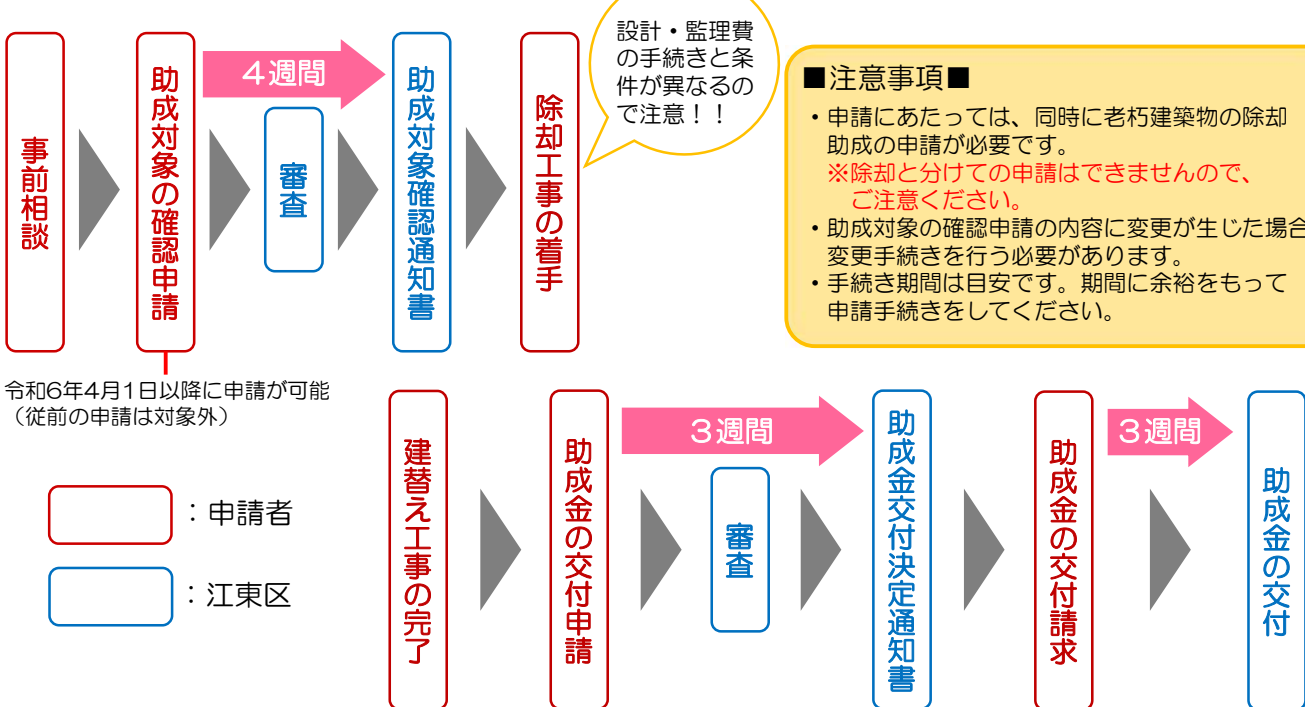 事前相談
助成対象の確認申請
4週間
審査
助成対象確認通知書
除却工事の着手
設計・監理費
の手続きと条
件が異なるの
で注意！！
■注意事項■
・申請にあたっては、同時に老朽建築物の除却
助成の申請が必要です。
※除却と分けての申請はできませんので、
ご注意ください。
・助成対象の確認申請の内容に変更が生じた場合
変更手続きを行う必要があります。
・手続き期間は目安です。期間に余裕をもって
申請手続きをしてください。
令和6年4月1日以降に申請が可能
（従前の申請は対象外）
：申請者
：江東区
建替え工事の完了
助成金の交付申請
3週間
審査
助成金交付決定通知書
助成金の交付請求
3週間
助成金の交付